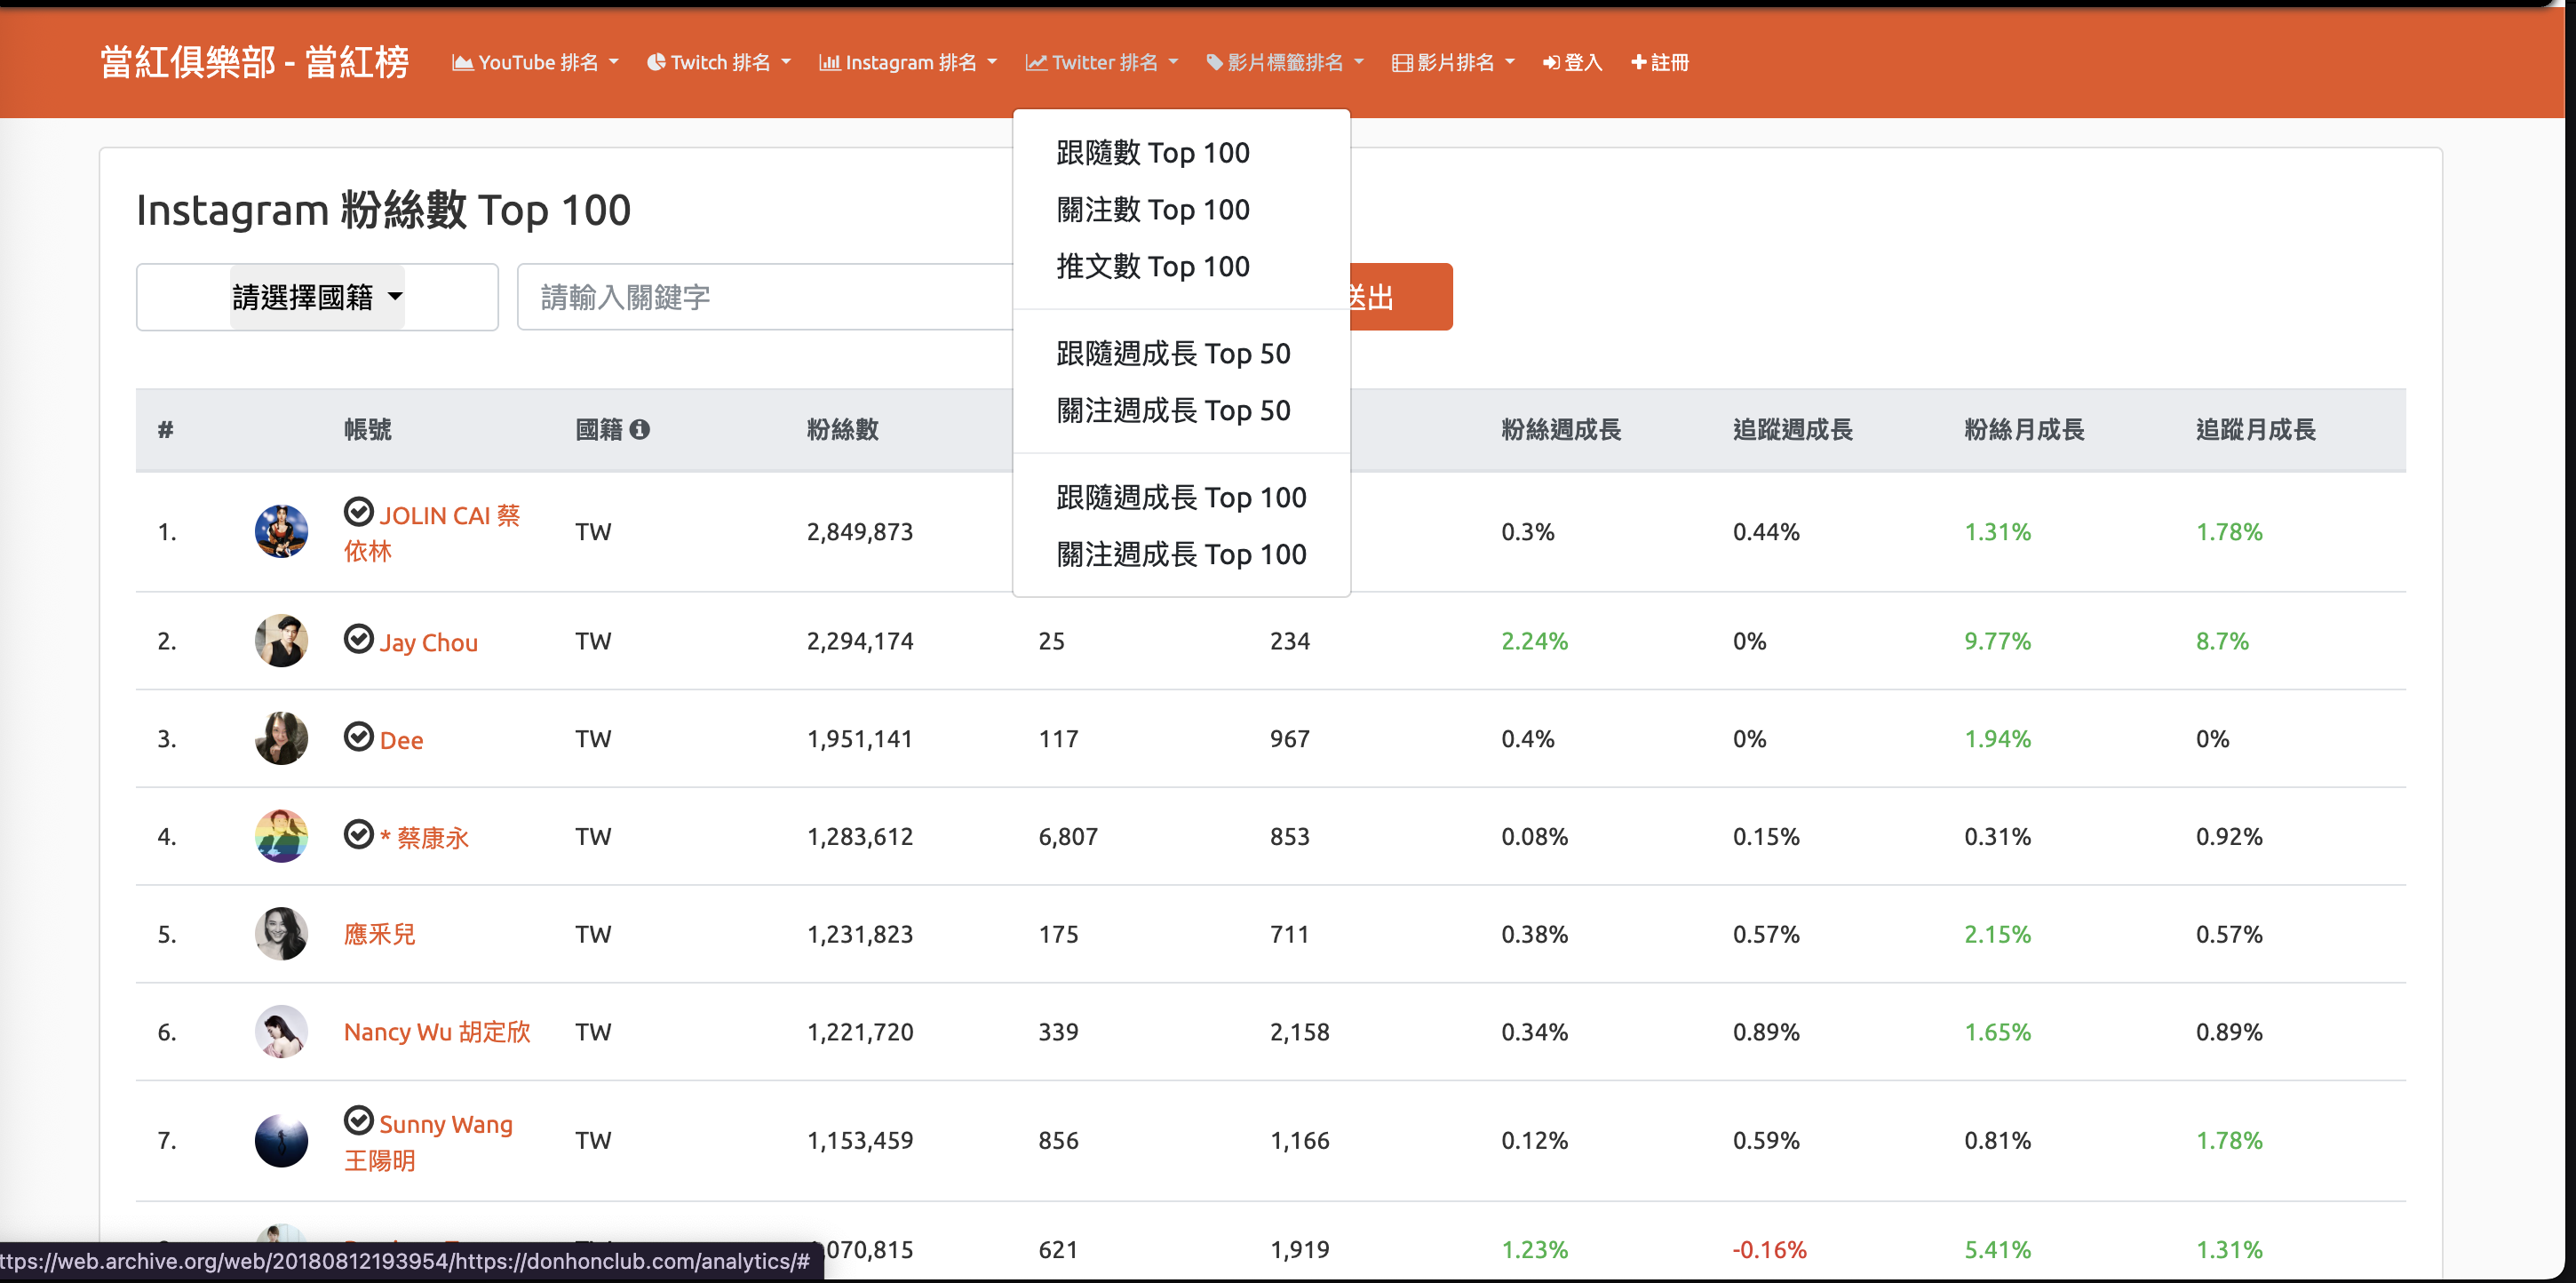 當紅俱樂部 - 當紅榜 YouTube 排名 Twitch 排名 Instagram 排名 Twitter 排名 影片標籤排名 影片排名 登入 註冊
跟隨數 Top 100
關注數 Top 100
推文數 Top 100
跟隨週成長 Top 50
關注週成長 Top 50
跟隨週成長 Top 100
關注週成長 Top 100
Instagram 粉絲數 Top 100
請選擇國籍 請輸入關鍵字 送出
# 帳號 國籍 粉絲數 粉絲週成長 追蹤週成長 粉絲月成長 追蹤月成長
1. JOLIN CAI 蔡依林 TW 2,849,873 0.3% 0.44% 1.31% 1.78%
2. Jay Chou TW 2,294,174 25 234 2.24% 0% 9.77% 8.7%
3. Dee TW 1,951,141 117 967 0.4% 0% 1.94% 0%
4. * 蔡康永 TW 1,283,612 6,807 853 0.08% 0.15% 0.31% 0.92%
5. 應釆兒 TW 1,231,823 175 711 0.38% 0.57% 2.15% 0.57%
6. Nancy Wu 胡定欣 TW 1,221,720 339 2,158 0.34% 0.89% 1.65% 0.89%
7. Sunny Wang 王陽明 TW 1,153,459 856 1,166 0.12% 0.59% 0.81% 1.78%
070,815 621 1,919 1.23% -0.16% 5.41% 1.31%
ttps://web.archive.org/web/20180812193954/https://donhonclub.com/analytics/#